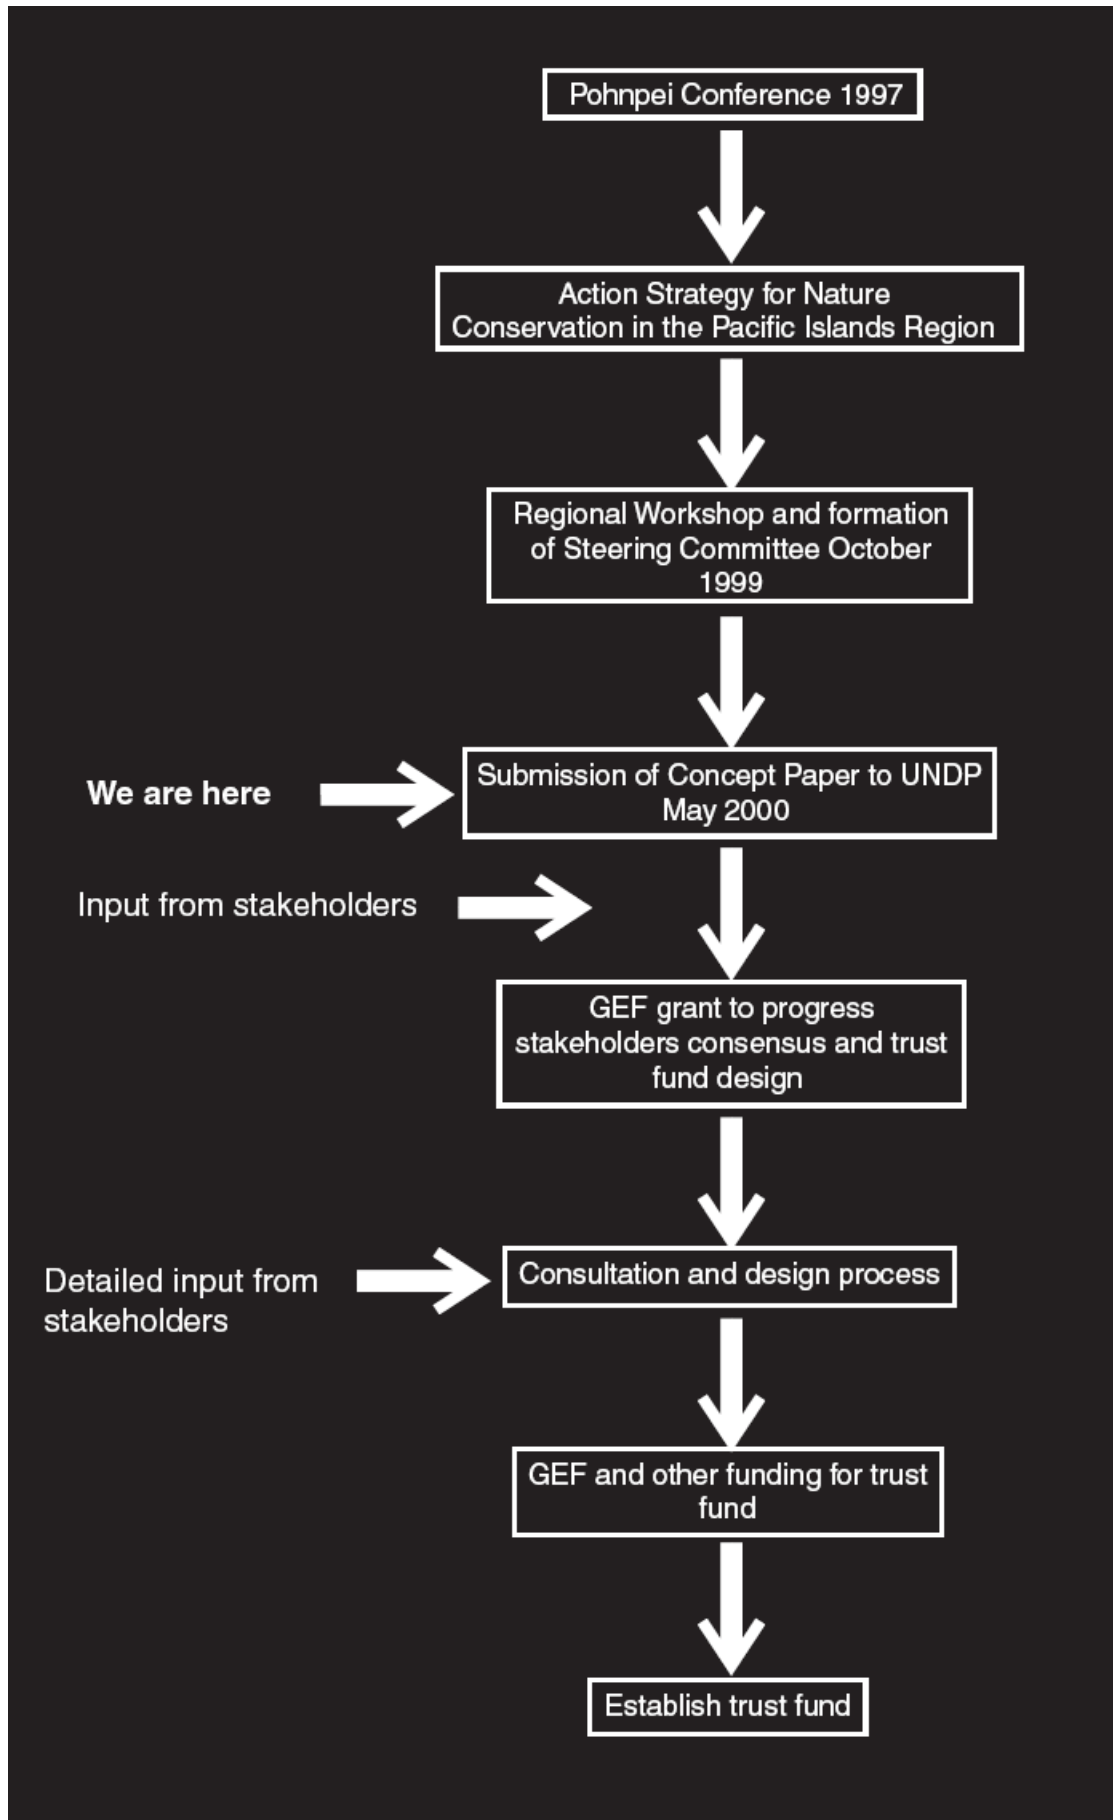 Pohnpei Conference 1997
Action Strategy for Nature
Conservation in the Pacific Islands Region
Regional Workshop and formation
of Steering Committee October
1999
We are here
Submission of Concept Paper to UNDP
May 2000
Input from stakeholders
GEF grant to progress
stakeholders consensus and trust
fund design
Detailed input from
stakeholders
Consultation and design process
GEF and other funding for trust
fund
Establish trust fund